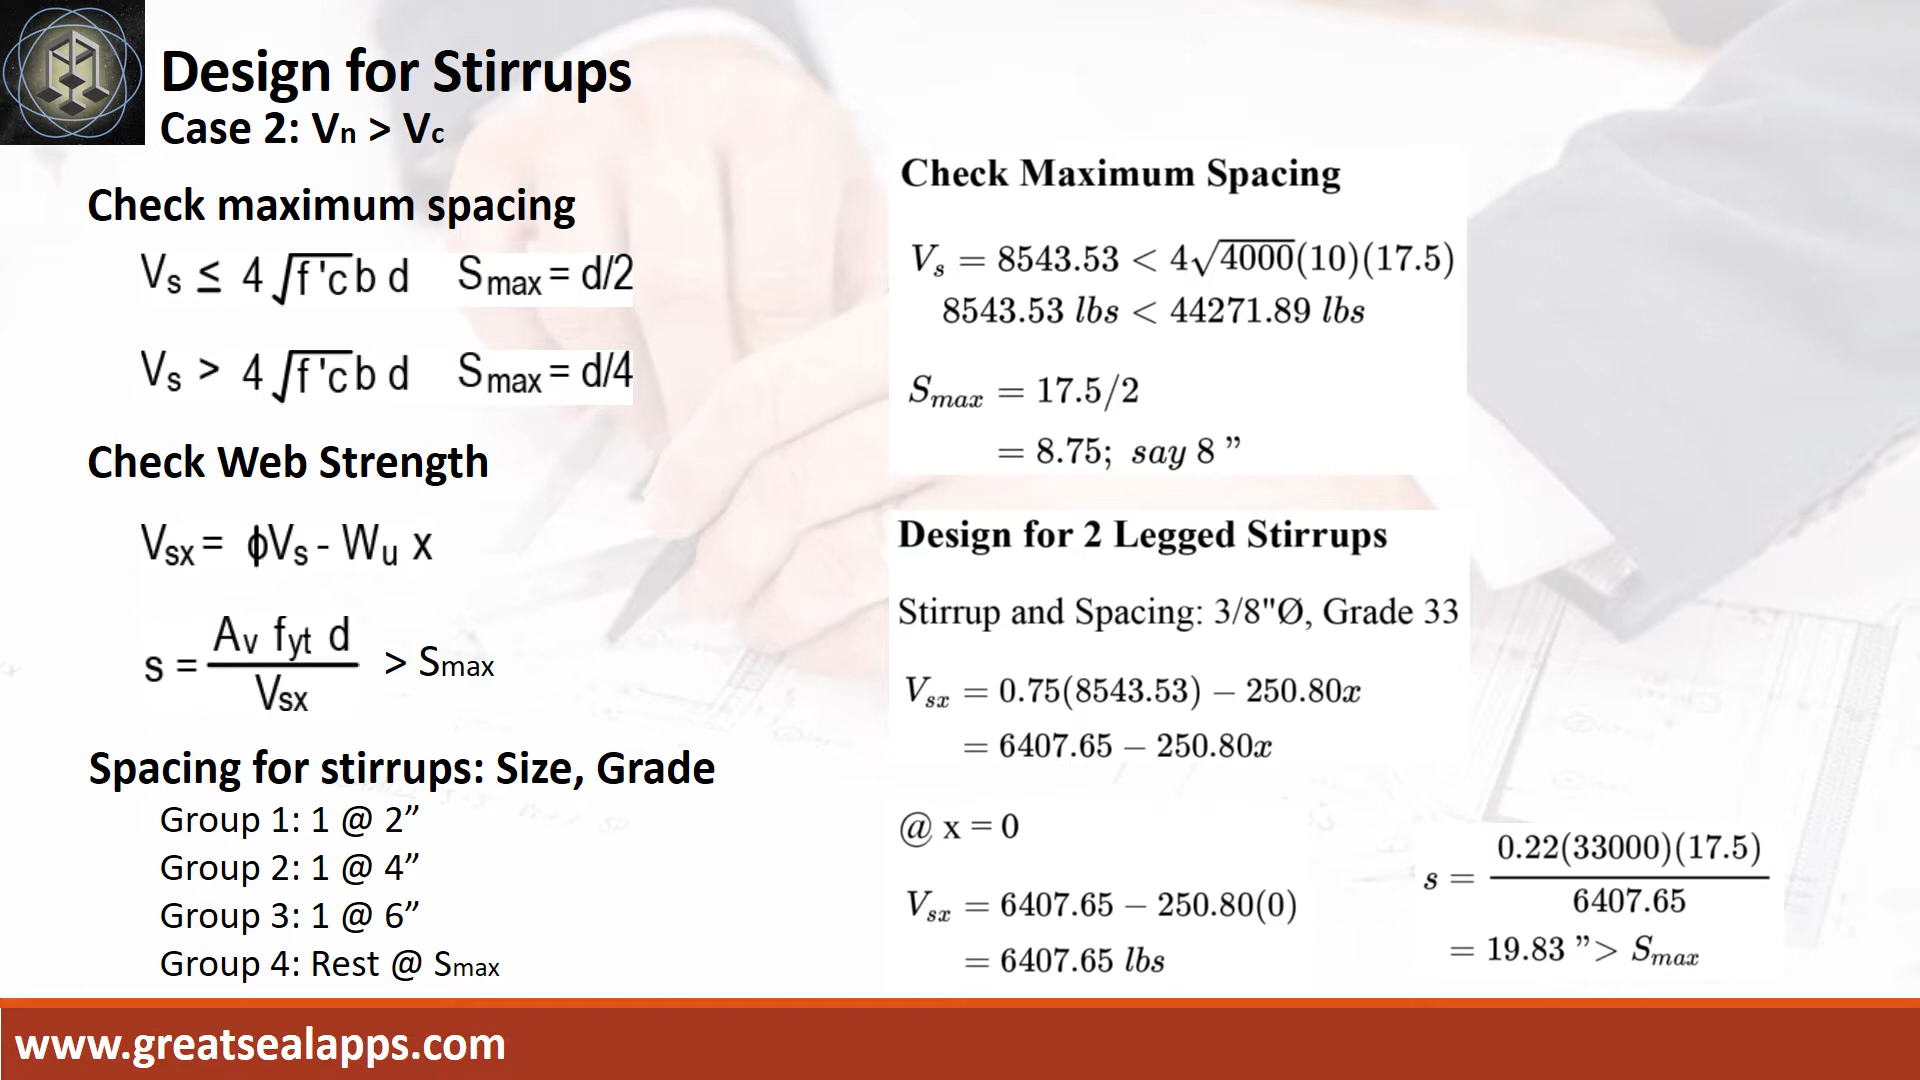 Design for Stirrups
Case 2: Vn > Vc
Check maximum spacing
Vs ≤ 4 √f 'c b d Smax = d/2
Vs > 4 √f 'c b d Smax = d/4
Check Web Strength
Vsx = ϕVs - Wu x
s = Av fyt d / Vsx > Smax
Spacing for stirrups: Size, Grade
Group 1: 1 @ 2”
Group 2: 1 @ 4”
Group 3: 1 @ 6”
Group 4: Rest @ Smax
Check Maximum Spacing
Vs = 8543.53 < 4√4000(10)(17.5)
8543.53 lbs < 44271.89 lbs
Smax = 17.5/2
= 8.75; say 8 ”
Design for 2 Legged Stirrups
Stirrup and Spacing: 3/8"Ø, Grade 33
Vsx = 0.75(8543.53) − 250.80x
= 6407.65 − 250.80x
@ x = 0
Vsx = 6407.65 − 250.80(0)
= 6407.65 lbs
s = 0.22(33000)(17.5) / 6407.65
= 19.83 ” > Smax
www.greatsealapps.com